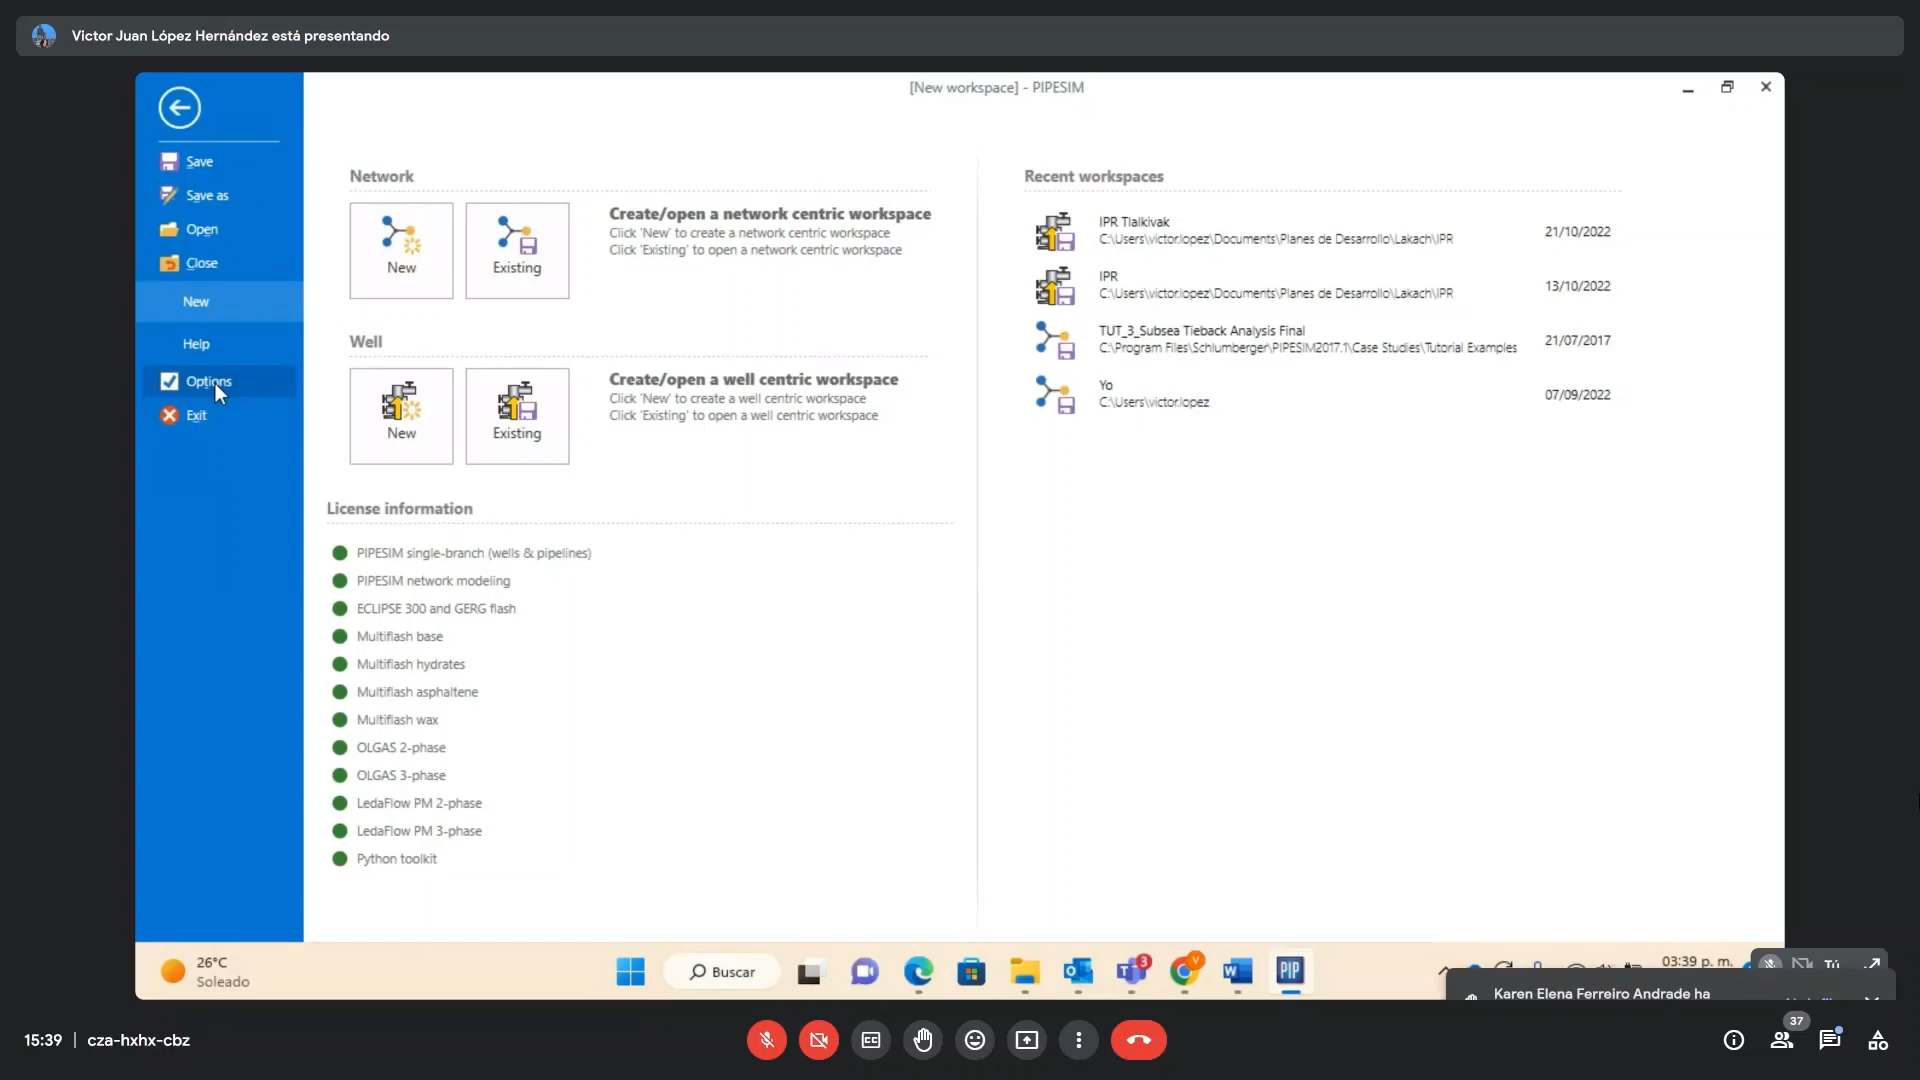 Victor Juan López Hernández está presentando
[New workspace] - PIPESIM
Save
Save as
Open
Close
New
Help
Options
Exit
Network
New
Existing
Create/open a network centric workspace
Click 'New' to create a network centric workspace
Click 'Existing' to open a network centric workspace
Well
New
Existing
Create/open a well centric workspace
Click 'New' to create a well centric workspace
Click 'Existing' to open a well centric workspace
License information
PIPESIM single-branch (wells & pipelines)
PIPESIM network modeling
ECLIPSE 300 and GERG flash
Multiflash base
Multiflash hydrates
Multiflash asphaltene
Multiflash wax
OLGAS 2-phase
OLGAS 3-phase
LedaFlow PM 2-phase
LedaFlow PM 3-phase
Python toolkit
Recent workspaces
IPR Tlalkivak
C:\Users\victor.lopez\Documents\Planes de Desarrollo\Lakach\IPR
21/10/2022
IPR
C:\Users\victor.lopez\Documents\Planes de Desarrollo\Lakach\IPR
13/10/2022
TUT_3_Subsea Tieback Analysis Final
C:\Program Files\Schlumberger\PIPESIM2017.1\Case Studies\Tutorial Examples
21/07/2017
Yo
C:\Users\victor.lopez
07/09/2022
26°C
Soleado
Buscar
3
V
PIP
03:39 p. m.
Tú
Karen Elena Ferreiro Andrade ha
15:39 | cza-hxhx-cbz
37